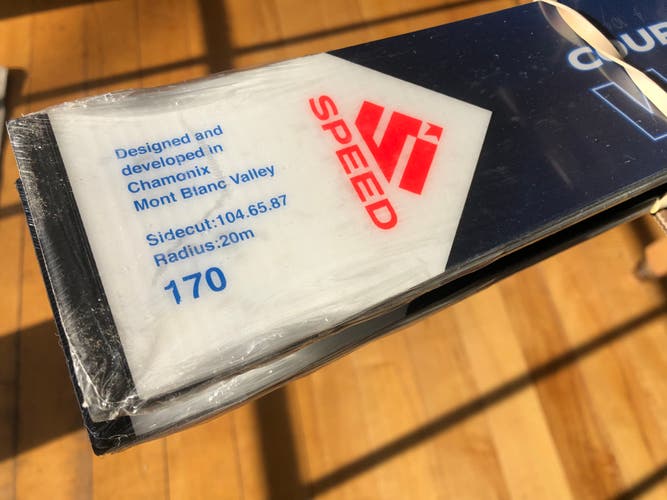 Designed and
developed in
Chamonix
Mont Blanc Valley
Sidecut:104.65.87
Radius:20m
170
SPEED